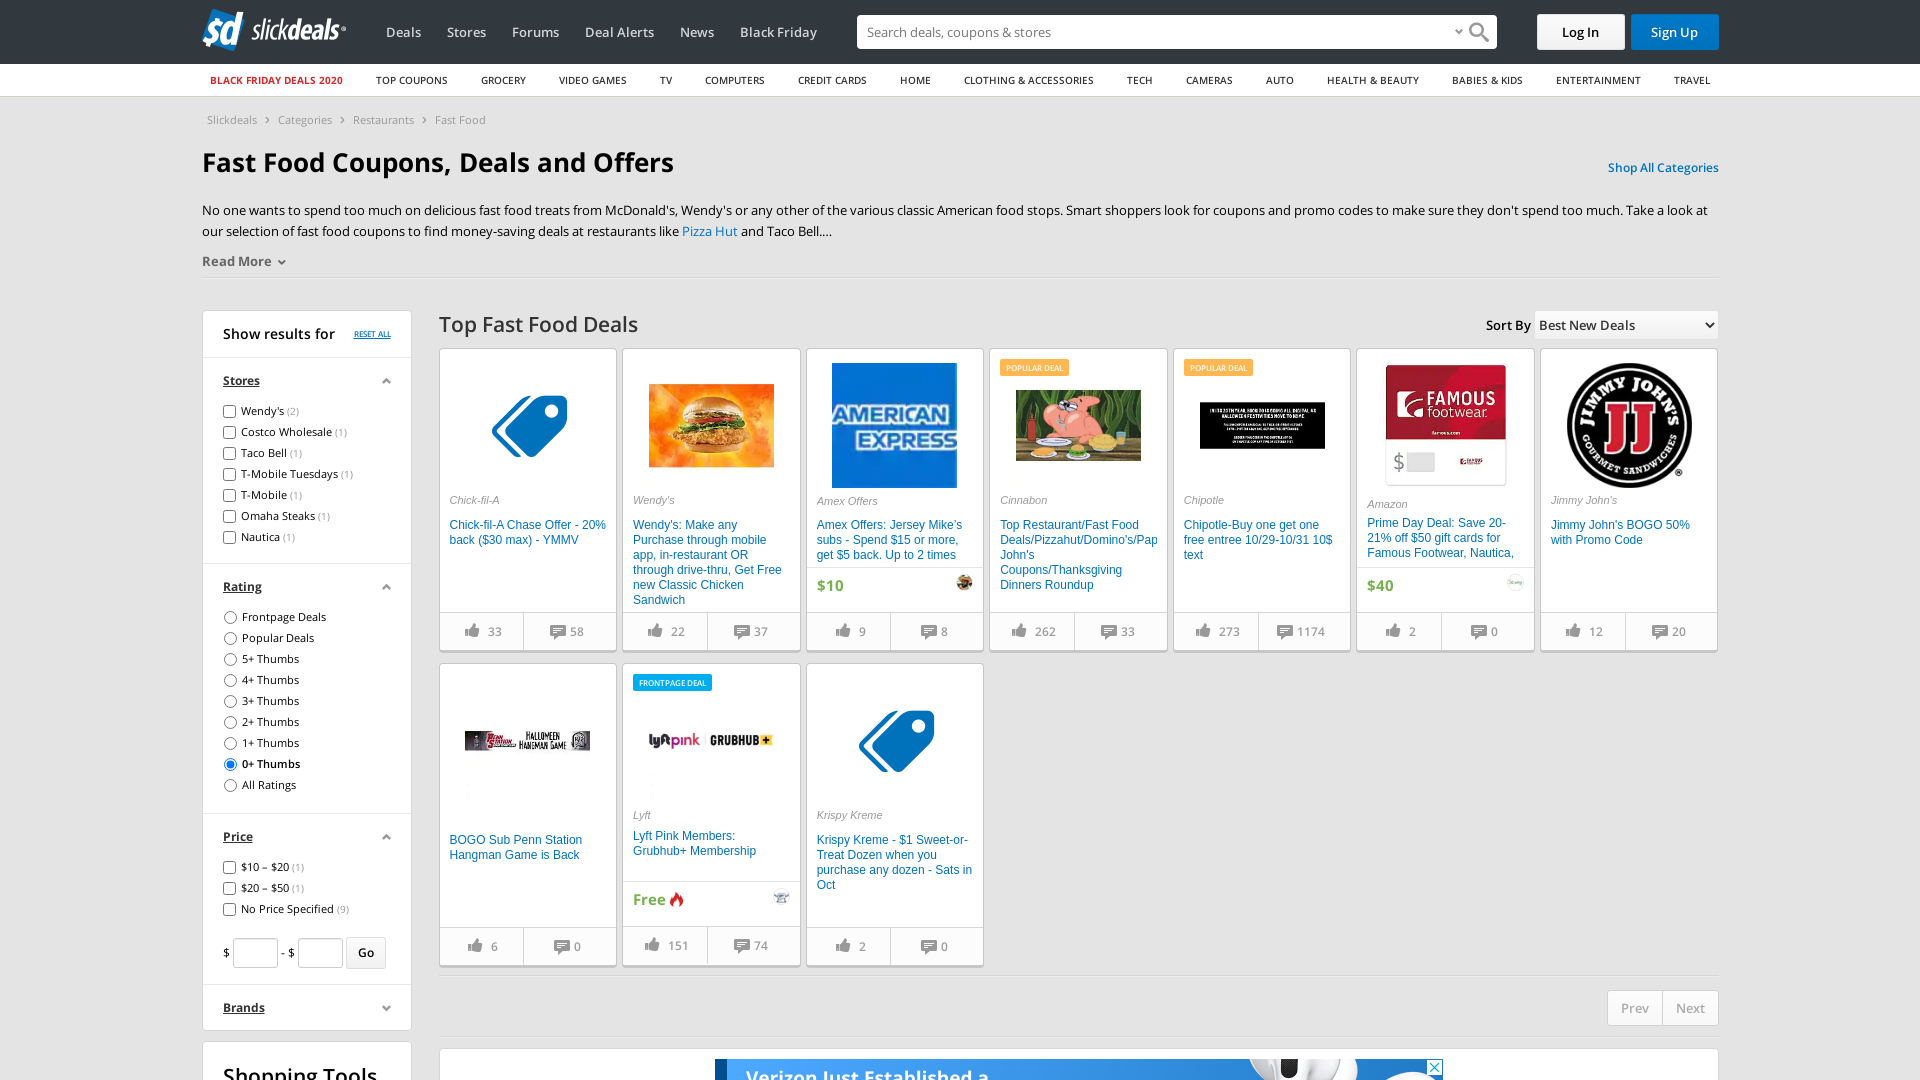 sd slickdeals
Deals
Stores
Forums
Deal Alerts
News
Black Friday
Search deals, coupons & stores
Log In
Sign Up
BLACK FRIDAY DEALS 2020
TOP COUPONS
GROCERY
VIDEO GAMES
TV
COMPUTERS
CREDIT CARDS
HOME
CLOTHING & ACCESSORIES
TECH
CAMERAS
AUTO
HEALTH & BEAUTY
BABIES & KIDS
ENTERTAINMENT
TRAVEL
Slickdeals > Categories > Restaurants > Fast Food
Fast Food Coupons, Deals and Offers
Shop All Categories
No one wants to spend too much on delicious fast food treats from McDonald's, Wendy's or any other of the various classic American food stops. Smart shoppers look for coupons and promo codes to make sure they don't spend too much. Take a look at
our selection of fast food coupons to find money-saving deals at restaurants like Pizza Hut and Taco Bell....
Read More
Show results for
RESET ALL
Stores
Wendy's (2)
Costco Wholesale (1)
Taco Bell (1)
T-Mobile Tuesdays (1)
T-Mobile (1)
Omaha Steaks (1)
Nautica (1)
Rating
Frontpage Deals
Popular Deals
5+ Thumbs
4+ Thumbs
3+ Thumbs
2+ Thumbs
1+ Thumbs
0+ Thumbs
All Ratings
Price
$10 – $20 (1)
$20 – $50 (1)
No Price Specified (9)
$ - $ Go
Brands
Shopping Tools
Top Fast Food Deals
Sort By Best New Deals
Chick-fil-A
Chick-fil-A Chase Offer - 20%
back ($30 max) - YMMV
33
58
Wendy's
Wendy's: Make any
Purchase through mobile
app, in-restaurant OR
through drive-thru, Get Free
new Classic Chicken
Sandwich
22
37
AMERICAN
EXPRESS
Amex Offers
Amex Offers: Jersey Mike's
subs - Spend $15 or more,
get $5 back. Up to 2 times
$10
9
8
POPULAR DEAL
Cinnabon
Top Restaurant/Fast Food
Deals/Pizzahut/Domino's/Pap
John's
Coupons/Thanksgiving
Dinners Roundup
262
33
POPULAR DEAL
Chipotle
Chipotle-Buy one get one
free entree 10/29-10/31 10$
text
273
1174
FAMOUS
footwear.
famous.com
$
Amazon
Prime Day Deal: Save 20-
21% off $50 gift cards for
Famous Footwear, Nautica,
$40
2
0
JIMMY JOHN'S
JJ
GOURMET SANDWICHES
Jimmy John's
Jimmy John's BOGO 50%
with Promo Code
12
20
PENN STATION
HALLOWEEN
HANGMAN GAME
BOGO Sub Penn Station
Hangman Game is Back
6
0
FRONTPAGE DEAL
lyft pink GRUBHUB+
Lyft
Lyft Pink Members:
Grubhub+ Membership
Free
151
74
Krispy Kreme
Krispy Kreme - $1 Sweet-or-
Treat Dozen when you
purchase any dozen - Sats in
Oct
2
0
Prev
Next
Verizon Just Established a